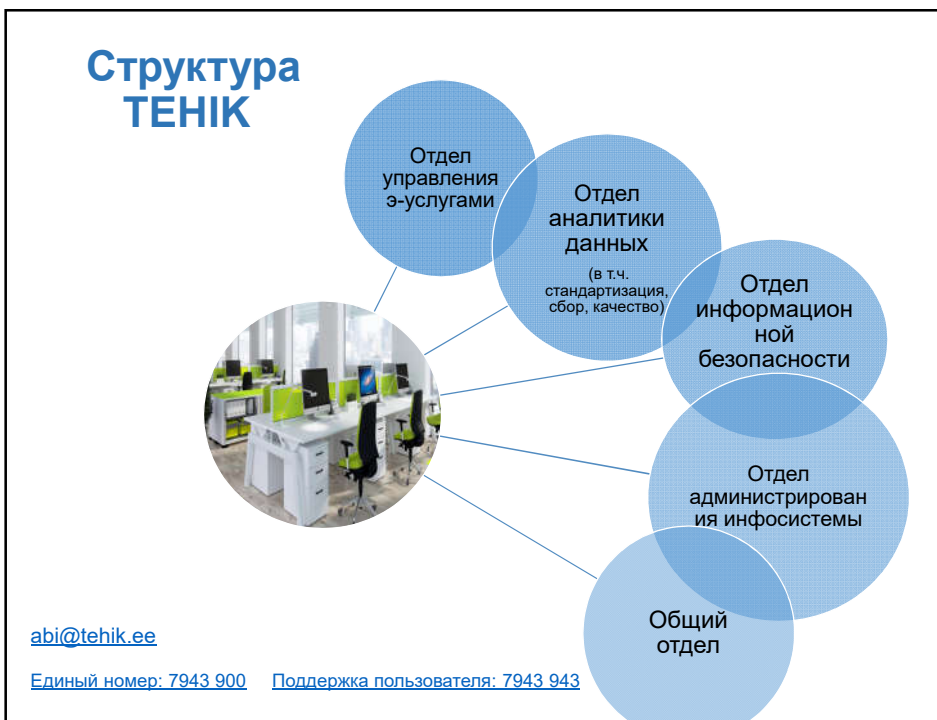 Структура
TEHIK
Отдел
управления
э-услугами
Отдел
аналитики
данных
(в т.ч.
стандартизация,
сбор, качество)
Отдел
информацион
ной
безопасности
Отдел
администрирован
ия инфосистемы
Общий
отдел
abi@tehik.ee
Единый номер: 7943 900 Поддержка пользователя: 7943 943